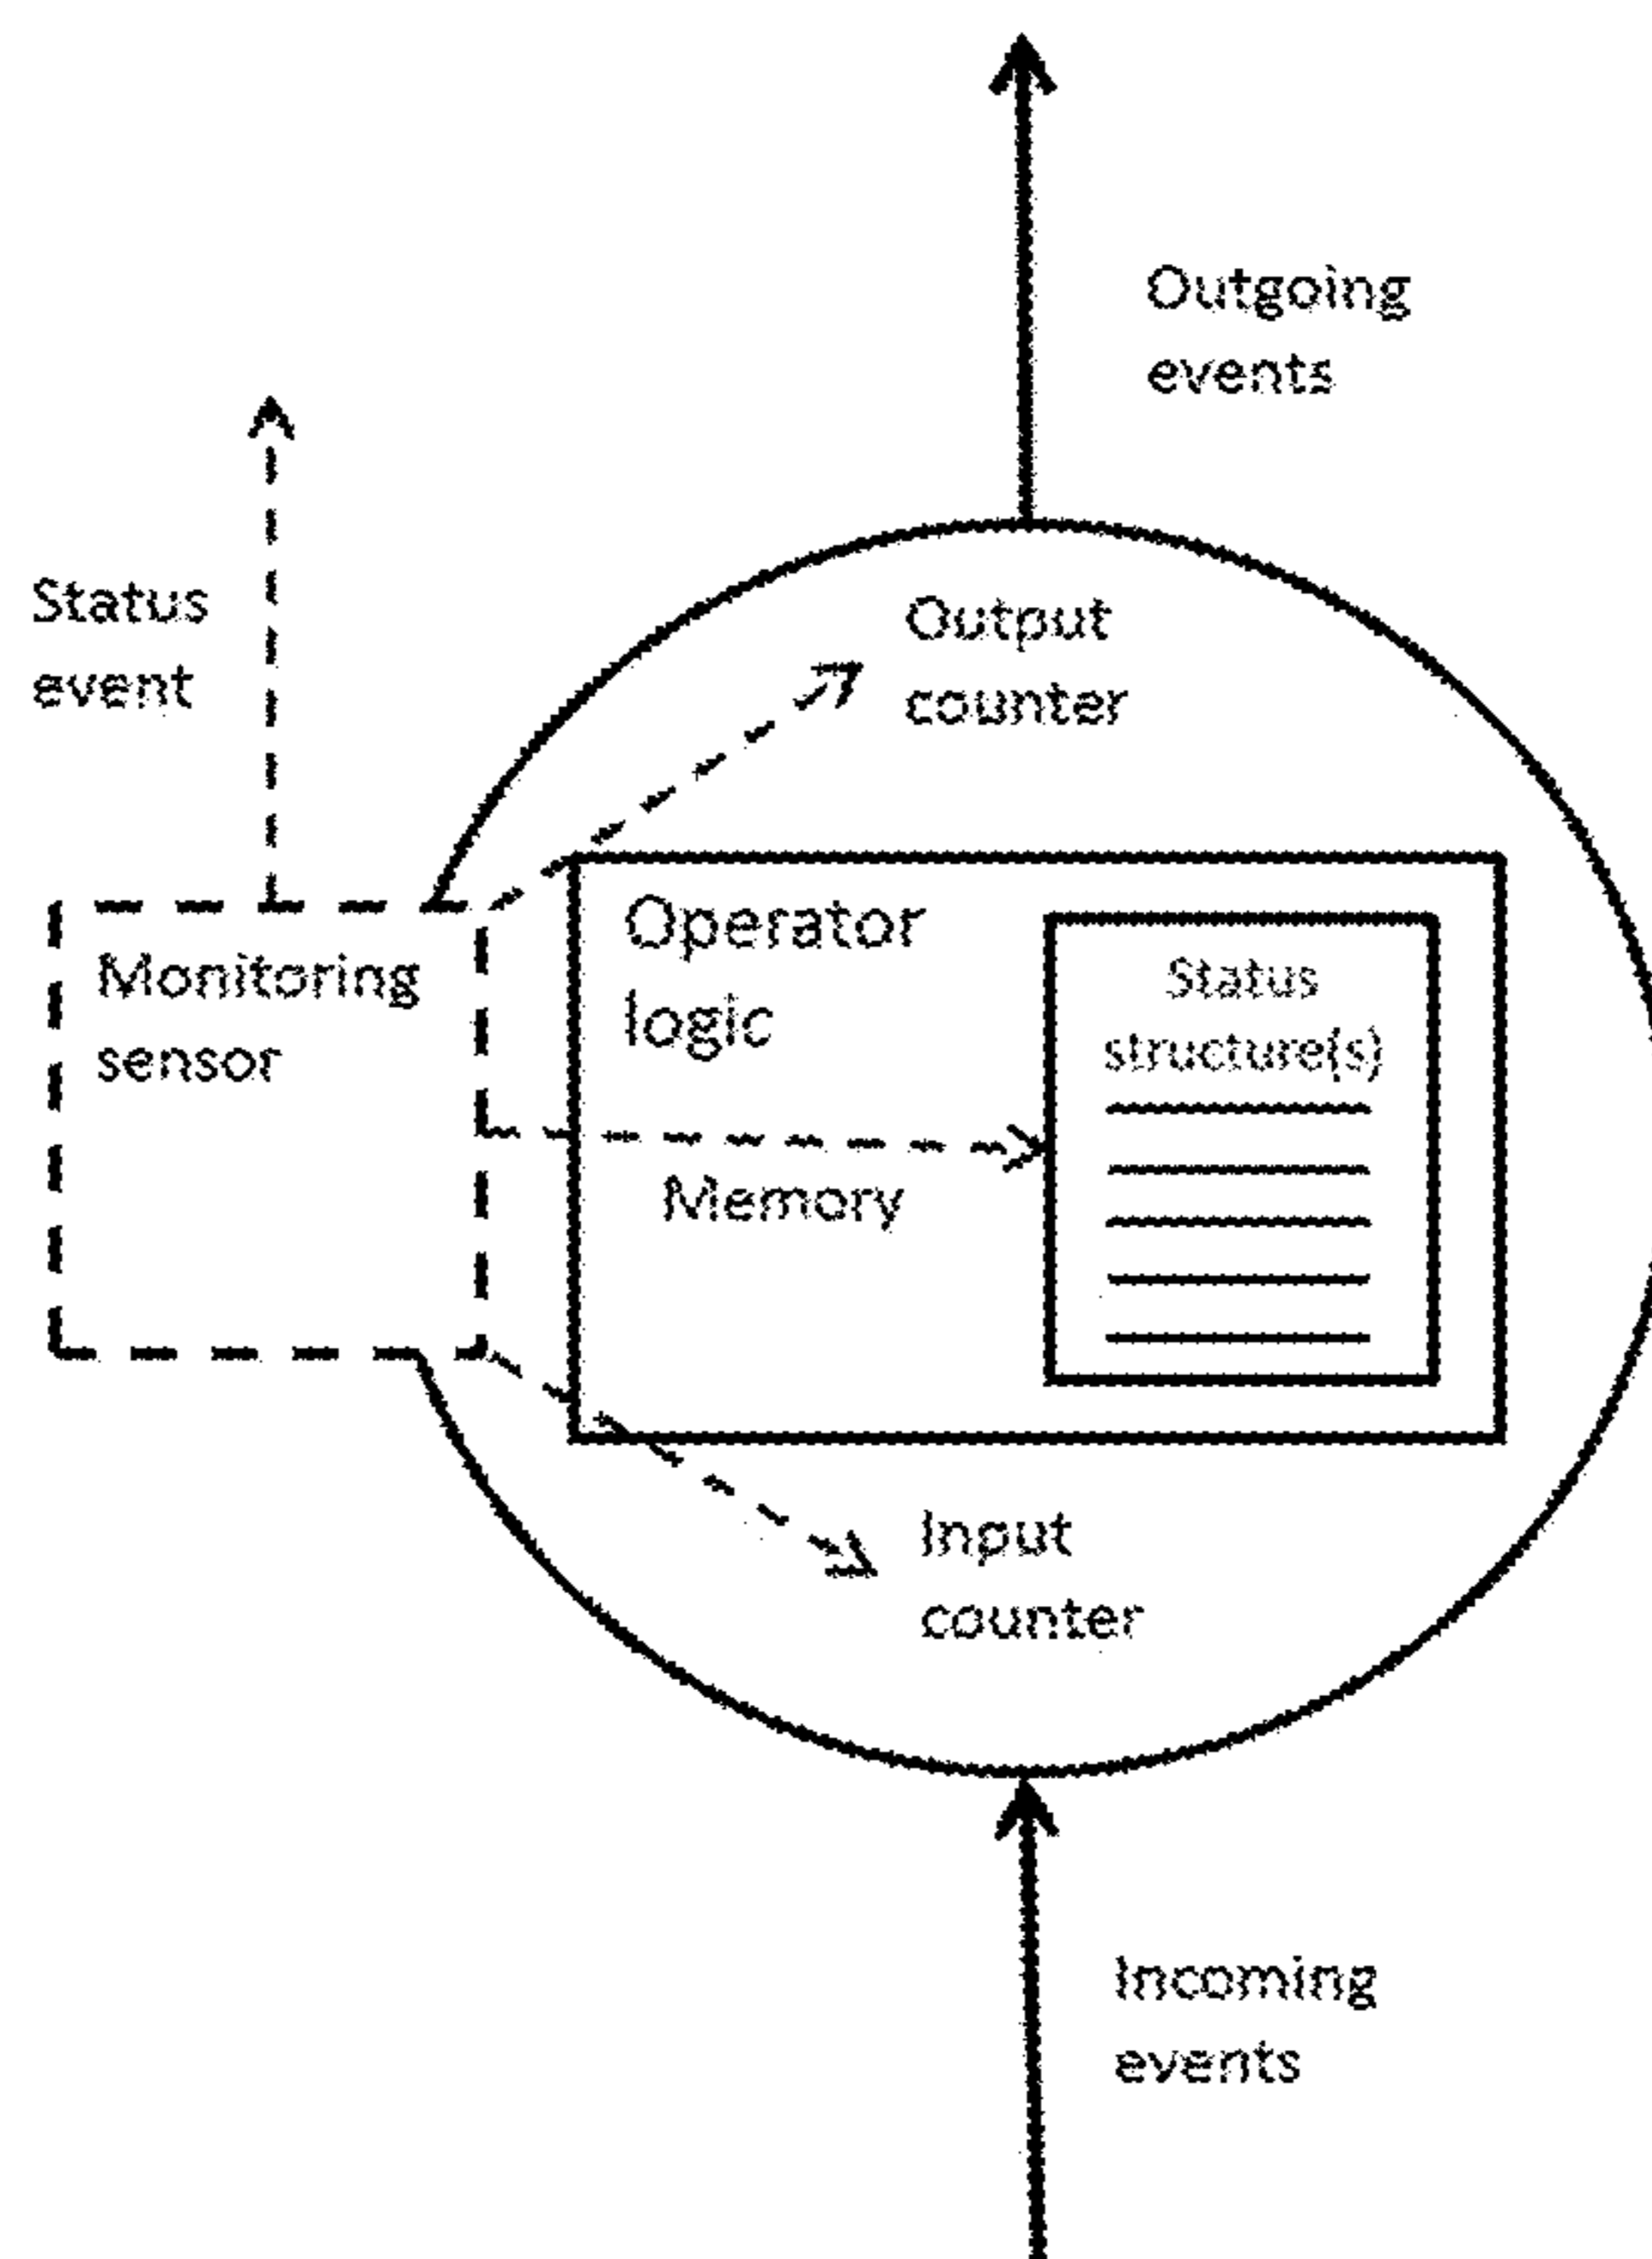 Outgoing
events
Status
event
Output
counter
Monitoring
sensor
Operator
logic
Status
structure(s)
Memory
Input
counter
Incoming
events